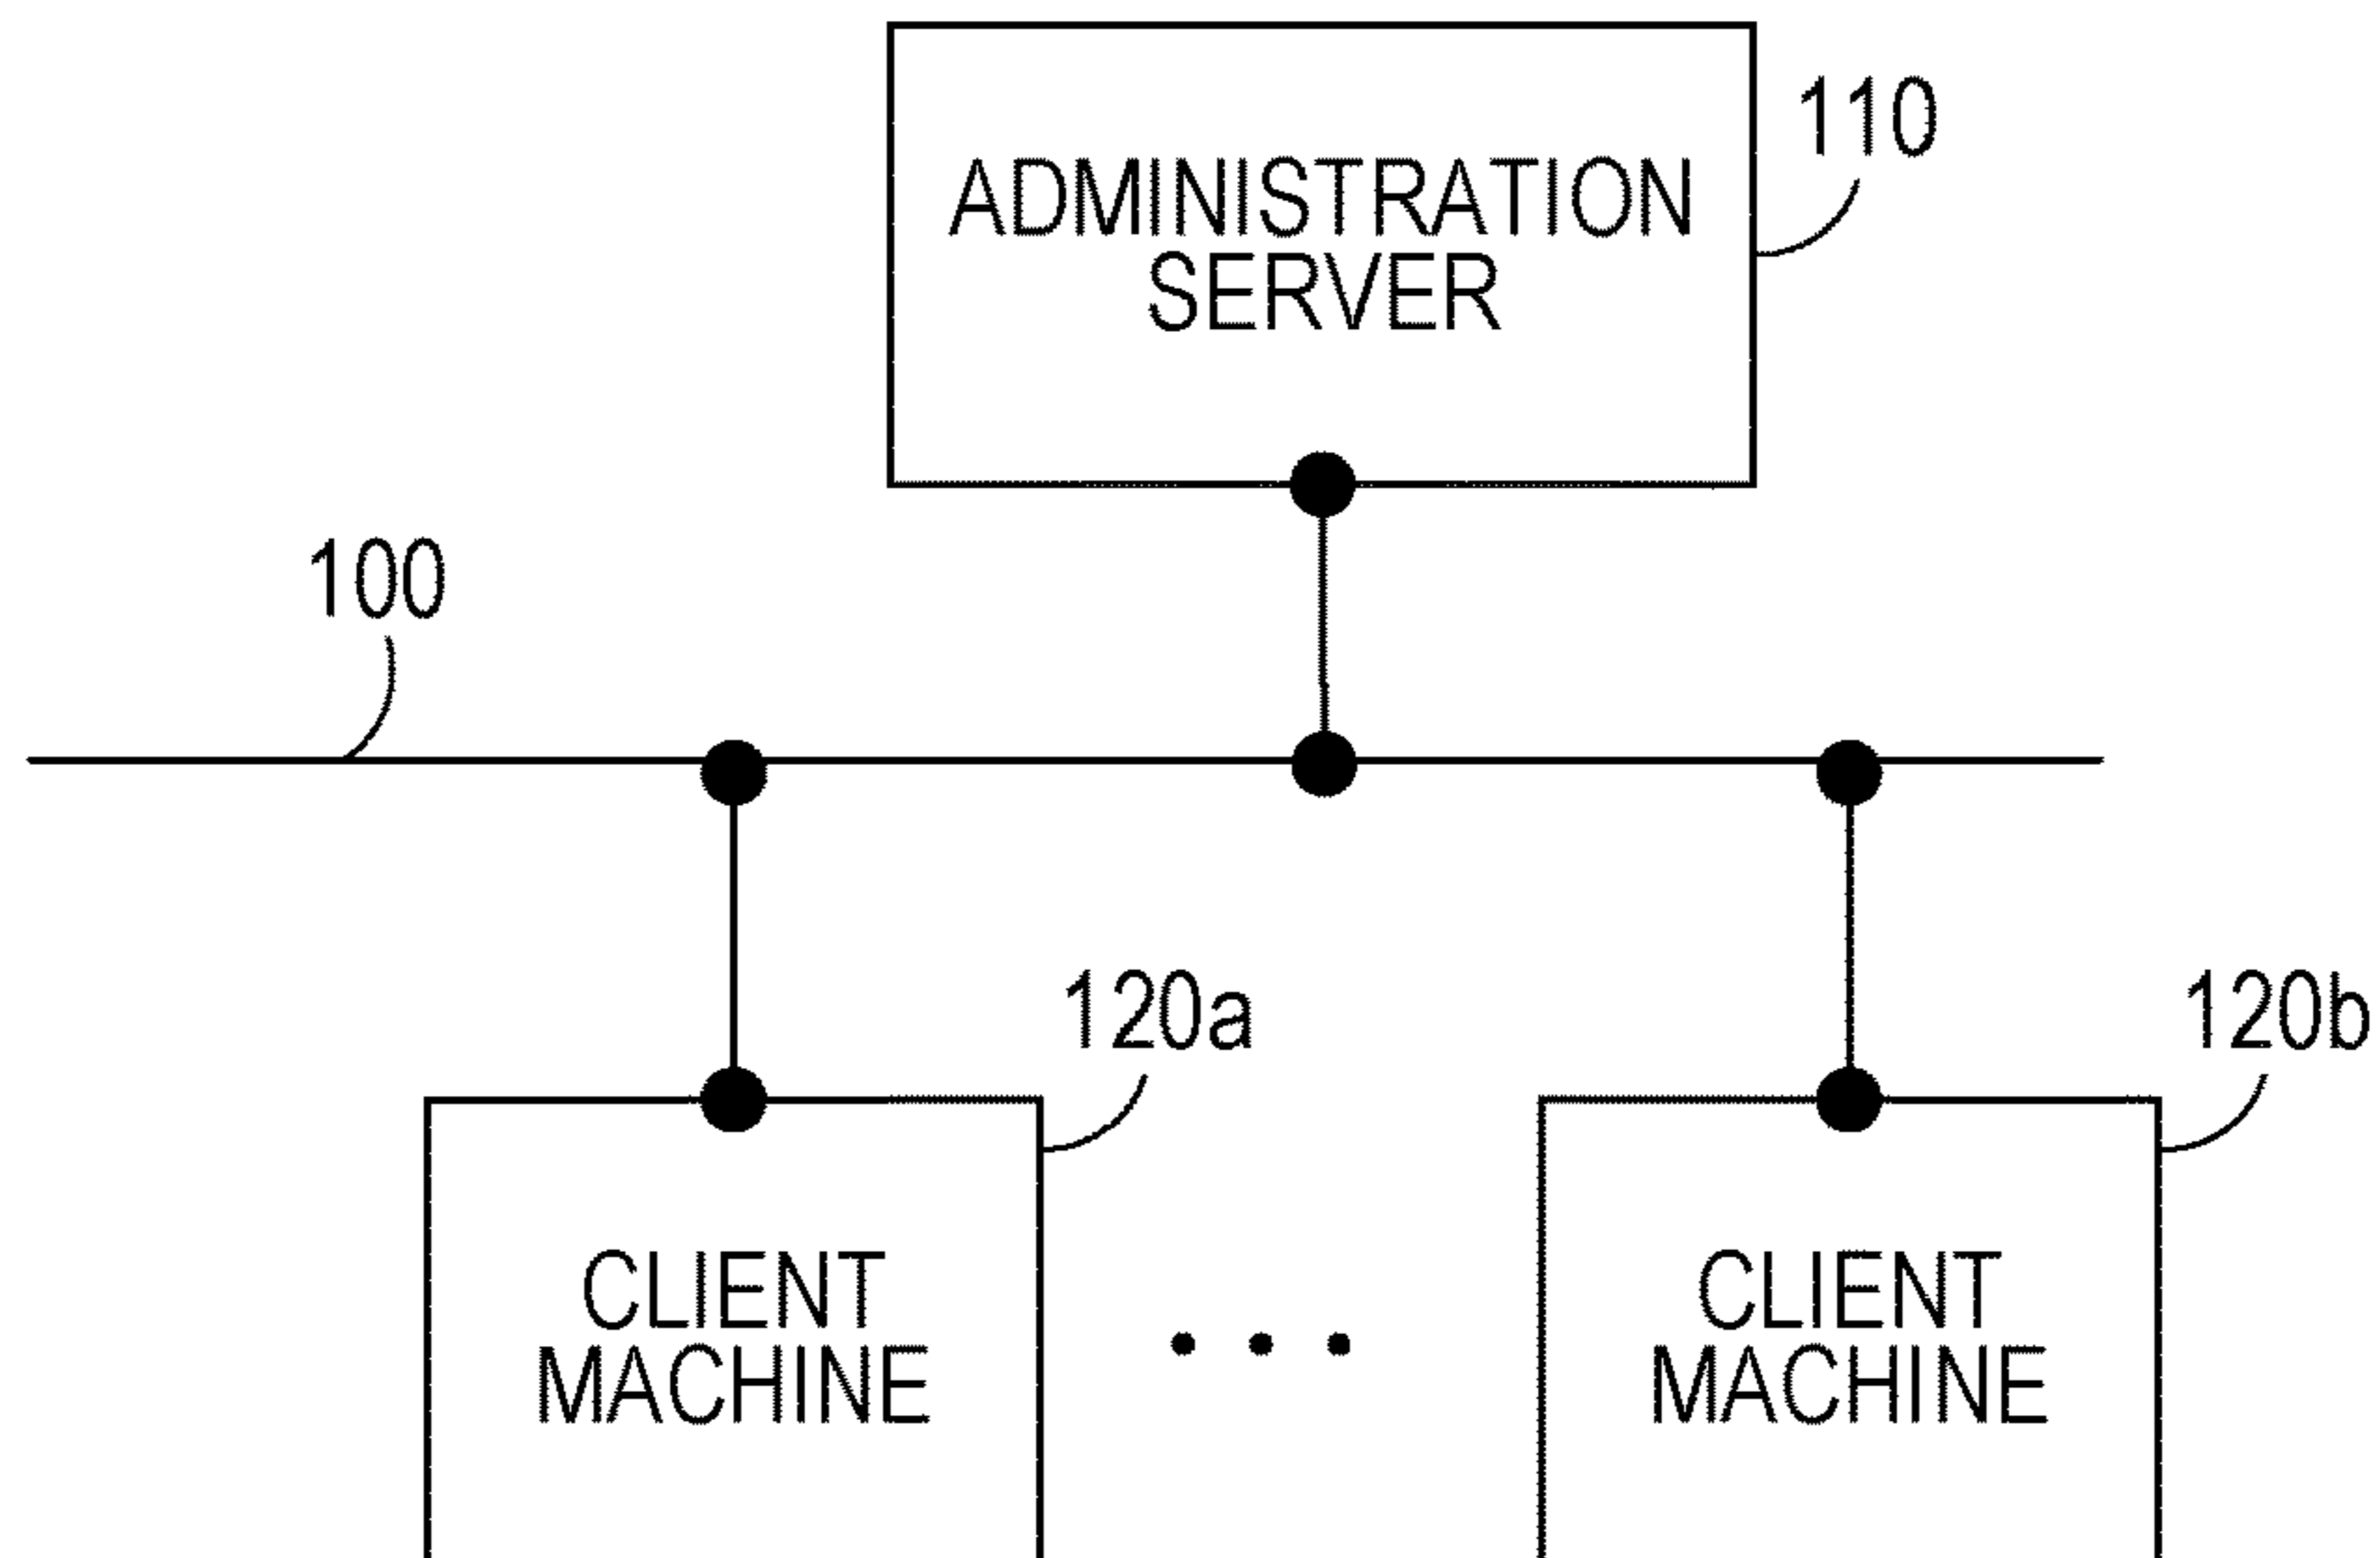 110
ADMINISTRATION
SERVER
100
120a
120b
CLIENT
MACHINE
CLIENT
MACHINE